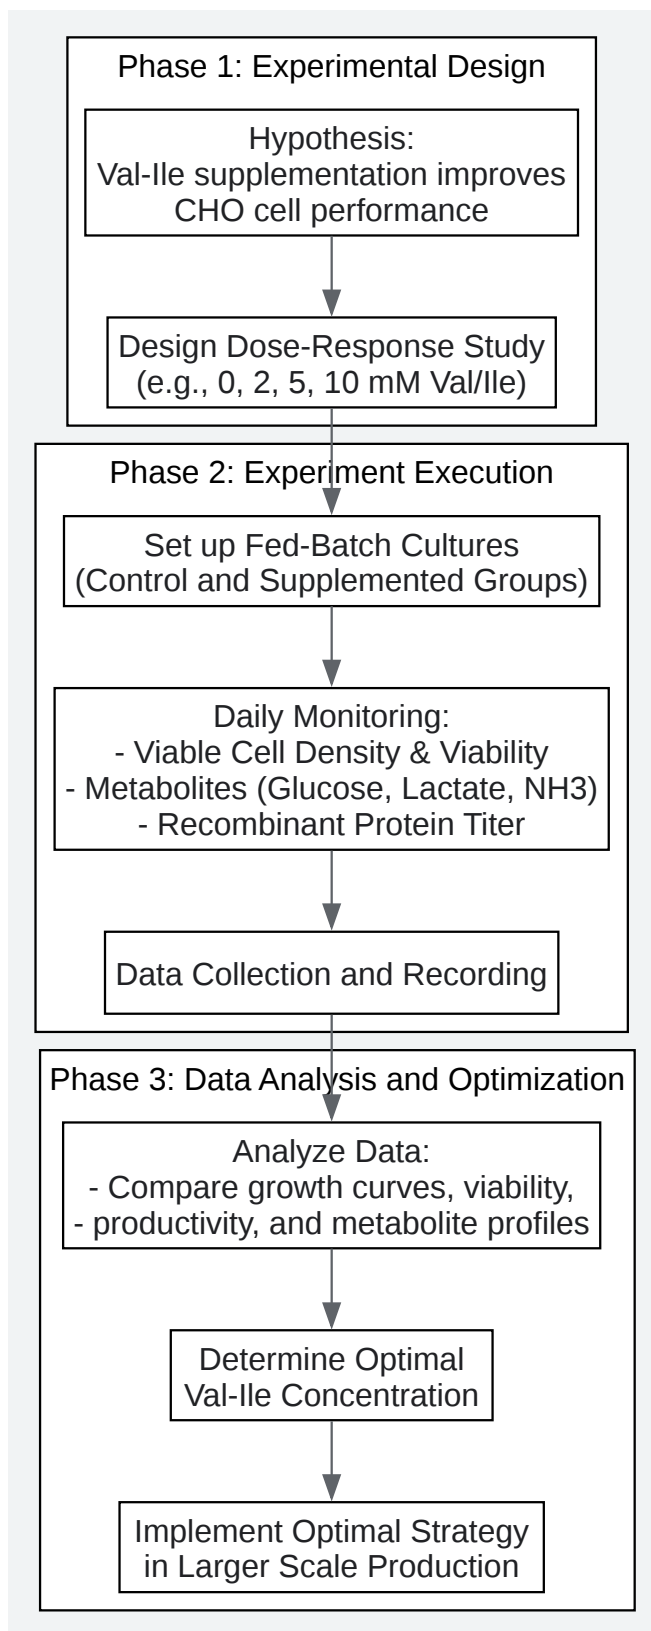 Phase 1: Experimental Design
Hypothesis:
Val-Ile supplementation improves
CHO cell performance
Design Dose-Response Study
(e.g., 0, 2, 5, 10 mM Val/Ile)
Phase 2: Experiment Execution
Set up Fed-Batch Cultures
(Control and Supplemented Groups)
Daily Monitoring:
- Viable Cell Density & Viability
- Metabolites (Glucose, Lactate, NH3)
- Recombinant Protein Titer
Data Collection and Recording
Phase 3: Data Analysis and Optimization
Analyze Data:
- Compare growth curves, viability,
- productivity, and metabolite profiles
Determine Optimal
Val-Ile Concentration
Implement Optimal Strategy
in Larger Scale Production